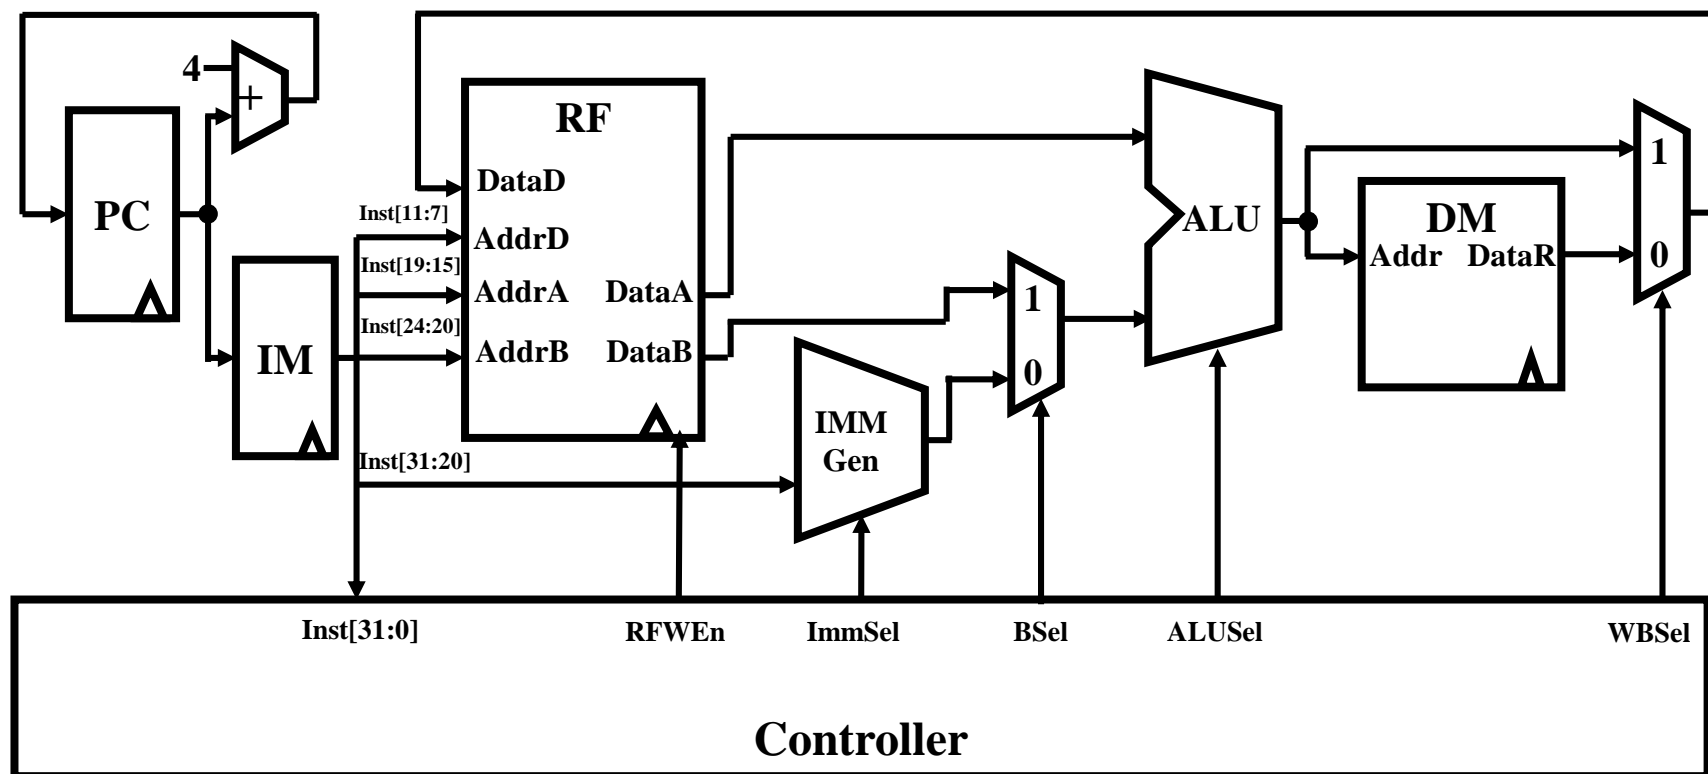 4
+
PC
IM
RF
DataD
Inst[11:7]
AddrD
Inst[19:15]
AddrA
DataA
Inst[24:20]
AddrB
DataB
Inst[31:20]
IMM
Gen
1
0
ALU
DM
Addr
DataR
1
0
Inst[31:0]
RFWEn
ImmSel
BSel
ALUSel
WBSel
Controller